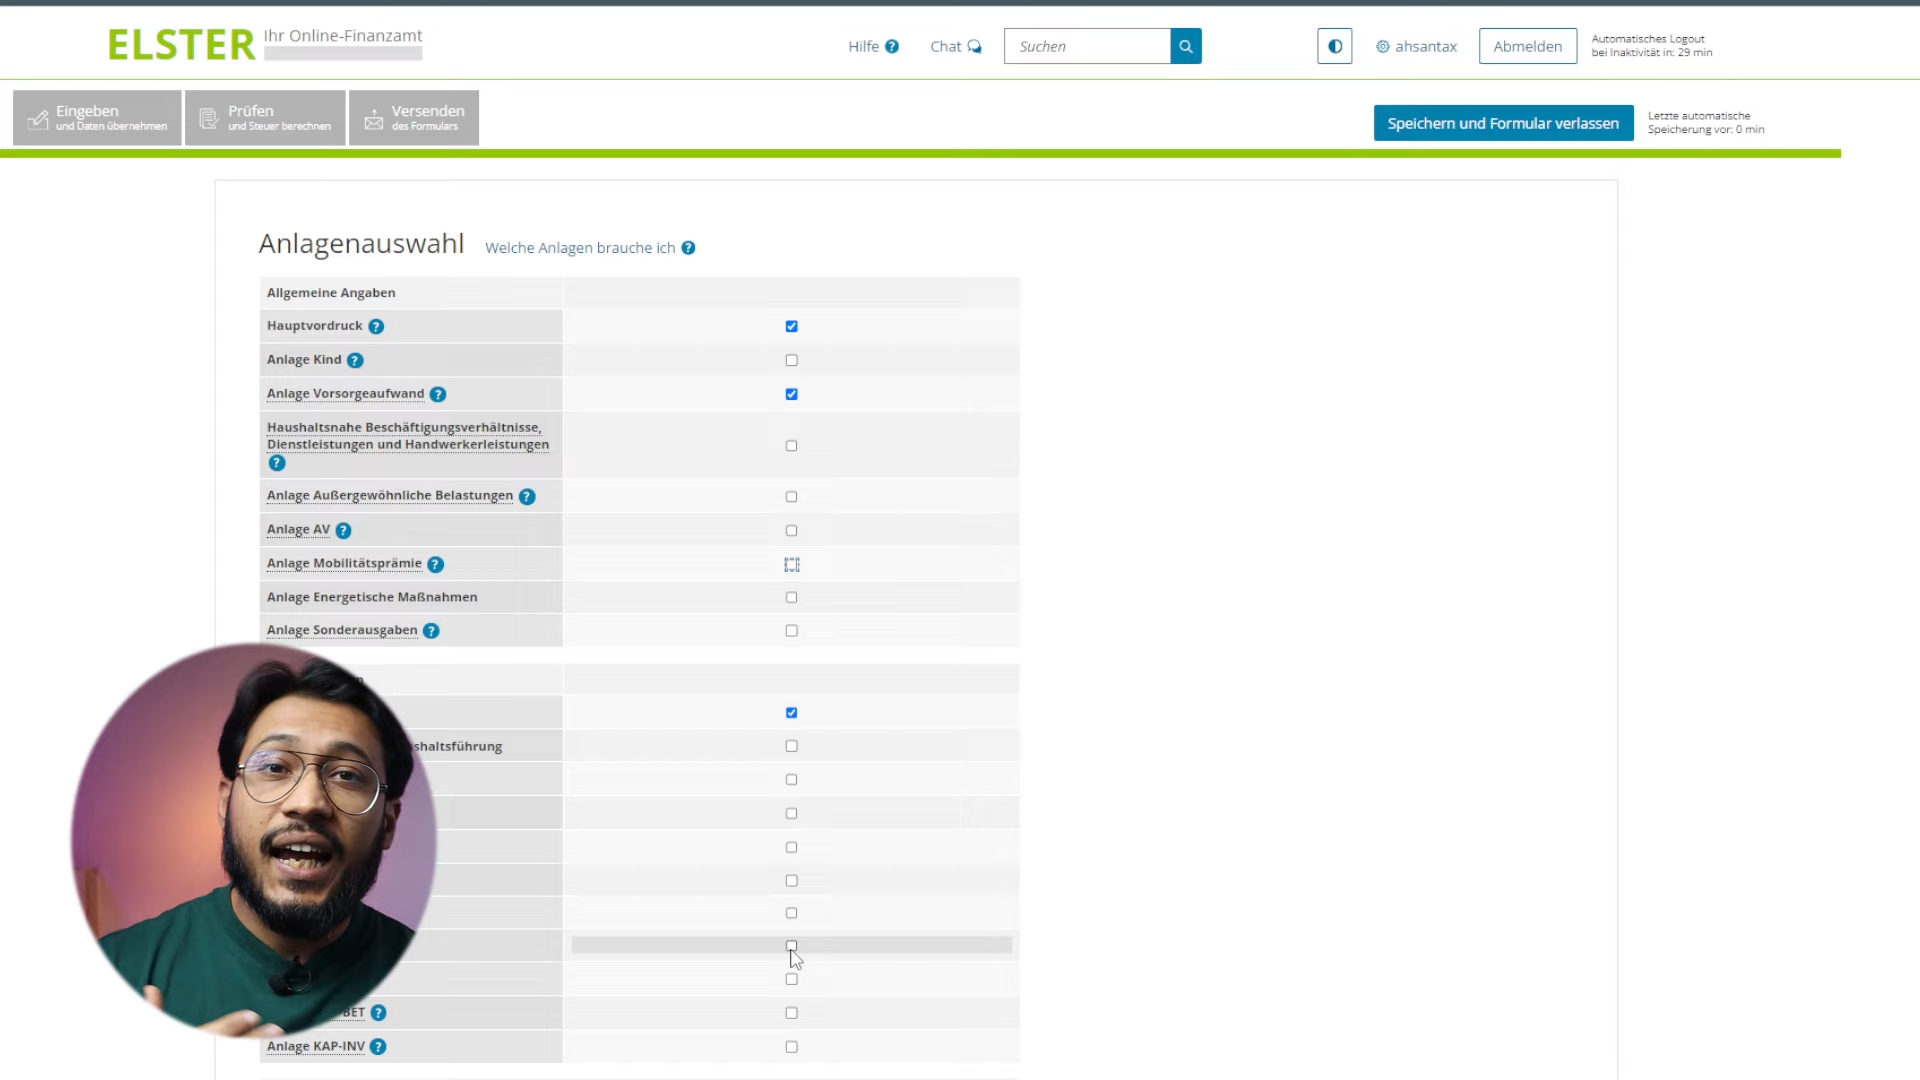 ELSTER Ihr Online-Finanzamt
Hilfe ?
Chat
Suchen
ahsantax
Abmelden
Automatisches Logout
bei Inaktivität in: 29 min
Eingeben
und Daten übernehmen
Prüfen
und Steuer berechnen
Versenden
des Formulars
Speichern und Formular verlassen
Letzte automatische
Speicherung vor: 0 min
Anlagenauswahl Welche Anlagen brauche ich ?
Allgemeine Angaben
Hauptvordruck ?
Anlage Kind ?
Anlage Vorsorgeaufwand ?
Haushaltsnahe Beschäftigungsverhältnisse,
Dienstleistungen und Handwerkerleistungen
?
Anlage Außergewöhnliche Belastungen ?
Anlage AV ?
Anlage Mobilitätsprämie ?
Anlage Energetische Maßnahmen
Anlage Sonderausgaben ?
shaltsführung
BET ?
Anlage KAP-INV ?